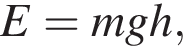 E = mgh,